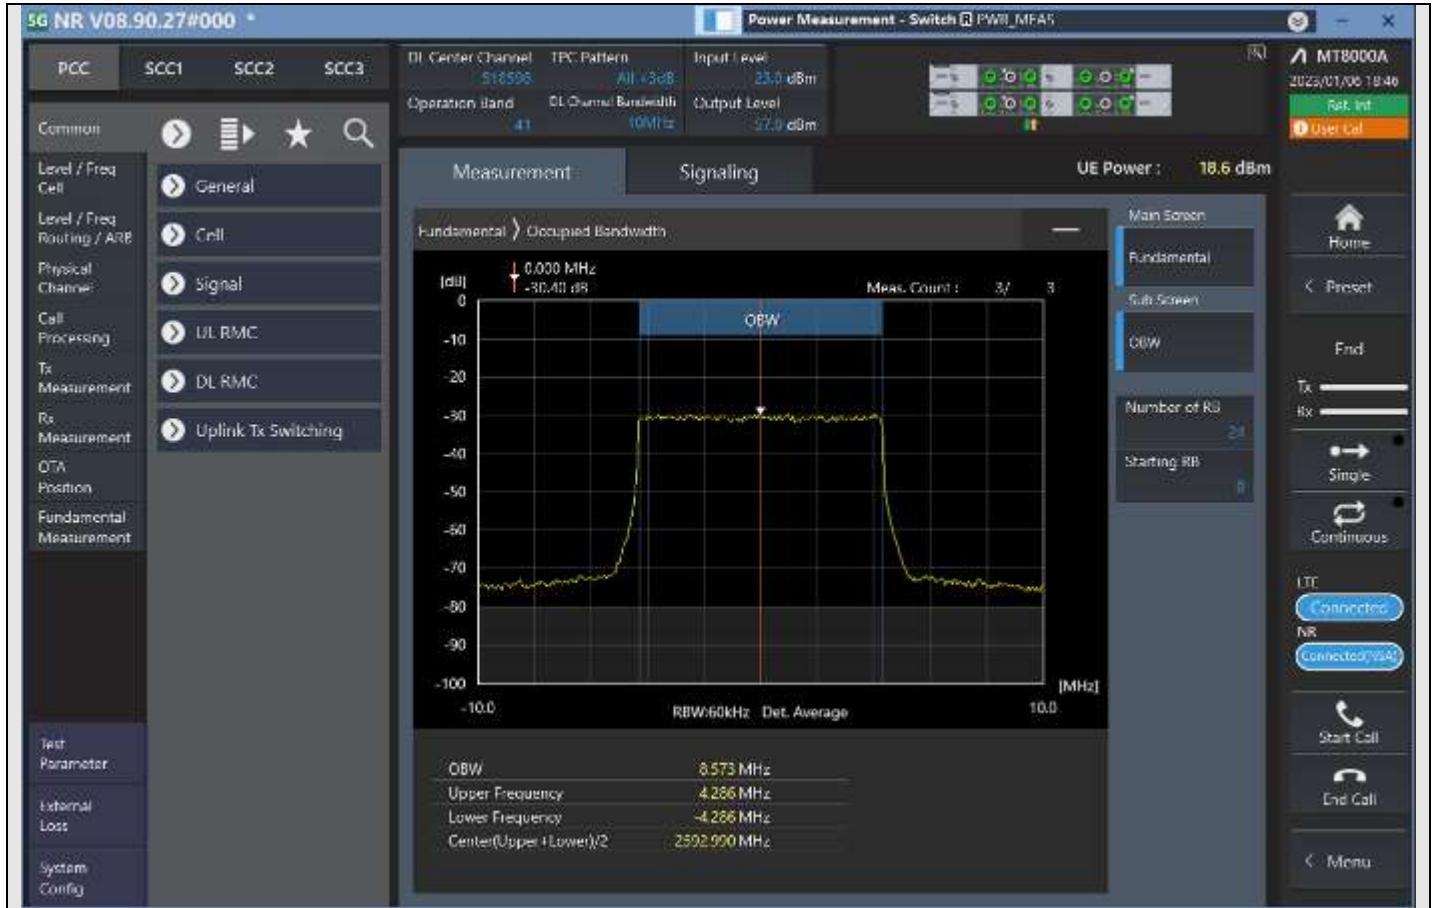 5G NR V08.90.27#000 *
Power Measurement - Switch PWR_MEAS
PCC SCC1 SCC2 SCC3
DL Center Channel TPC Pattern Input Level
518598 All +3dB 23.0 dBm
Operation Band DL Channel Bandwidth Output Level
41 10MHz -57.0 dBm
MT8000A
2023/01/06 18:46
Ref. Int
User Cal
Common
Level / Freq
Cell
Level / Freq
Routing / ARB
Physical
Channel
Call
Processing
Tx
Measurement
Rx
Measurement
OTA
Position
Fundamental
Measurement
Test
Parameter
External
Loss
System
Config
General
Cell
Signal
UL RMC
DL RMC
Uplink Tx Switching
Measurement Signaling
UE Power : 18.6 dBm
Fundamental Occupied Bandwidth
[dB]
0.000 MHz
-30.40 dB
Meas. Count : 3/ 3
OBW
0
-10
-20
-30
-40
-50
-60
-70
-80
-90
-100
-10.0
RBW:60kHz Det. Average
10.0
[MHz]
OBW 8.573 MHz
Upper Frequency 4.286 MHz
Lower Frequency -4.286 MHz
Center(Upper+Lower)/2 2592.990 MHz
Main Screen
Fundamental
Sub Screen
OBW
Number of RB
24
Starting RB
0
Home
< Preset
End
Tx
Rx
Single
Continuous
LTE
Connected
NR
Connected(NSA)
Start Call
End Call
< Menu